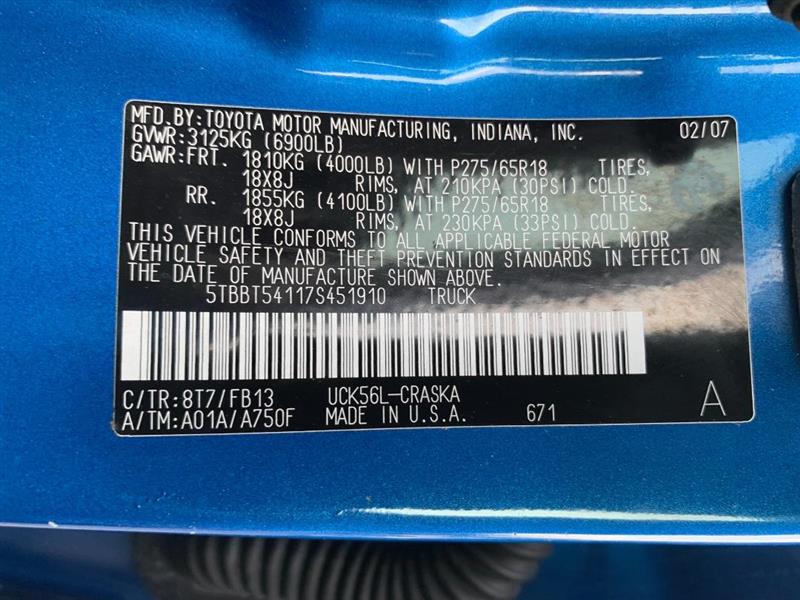 MFD. BY: TOYOTA MOTOR MANUFACTURING, INDIANA, INC. 02/07
GVWR: 3125KG (6900LB)
GAWR: FRT. 1810KG (4000LB) WITH P275/65R18 TIRES,
18X8J RIMS, AT 210KPA (30PSI) COLD.
RR. 1855KG (4100LB) WITH P275/65R18 TIRES,
18X8J RIMS, AT 230KPA (33PSI) COLD.
THIS VEHICLE CONFORMS TO ALL APPLICABLE FEDERAL MOTOR
VEHICLE SAFETY AND THEFT PREVENTION STANDARDS IN EFFECT ON
THE DATE OF MANUFACTURE SHOWN ABOVE.
5TBBT54117S451910 TRUCK
C/TR: 8T7/FB13 UCK56L-CRASKA
A/TM: A01A/A750F MADE IN U.S.A. 671 A